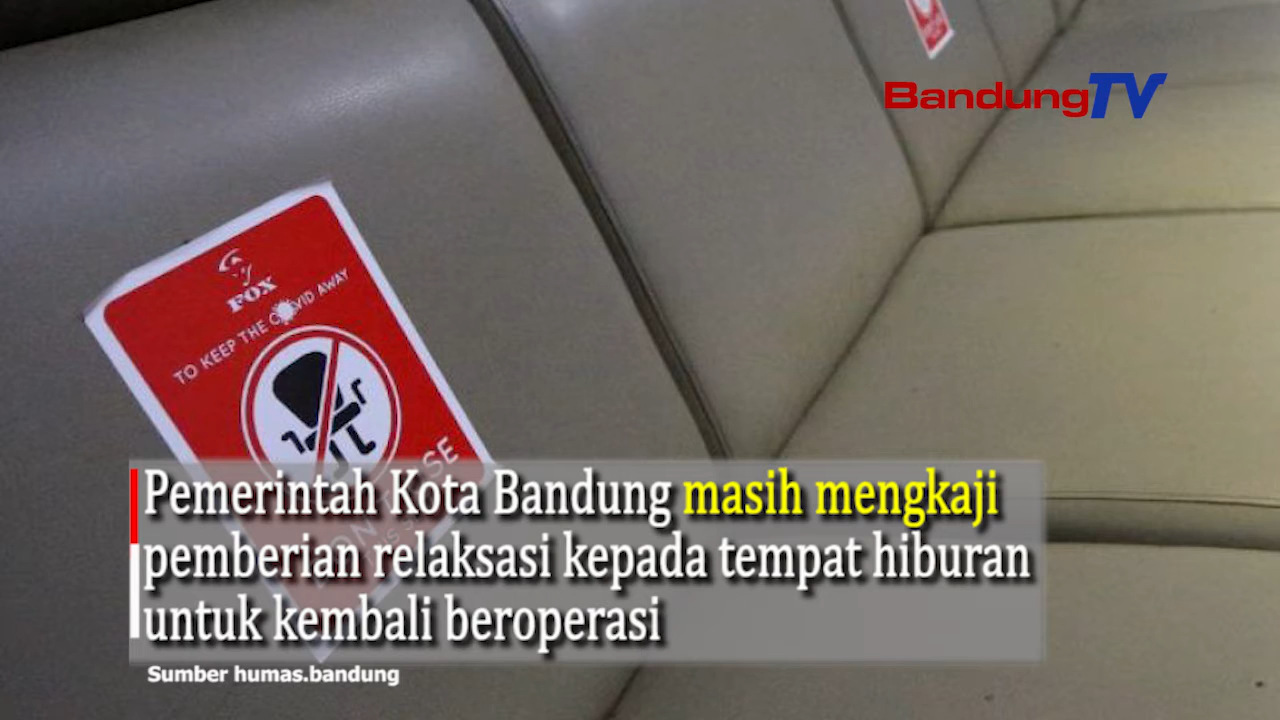 BandungTV
FOX
TO KEEP THE COVID AWAY
Pemerintah Kota Bandung masih mengkaji
pemberian relaksasi kepada tempat hiburan
untuk kembali beroperasi
Sumber humas.bandung